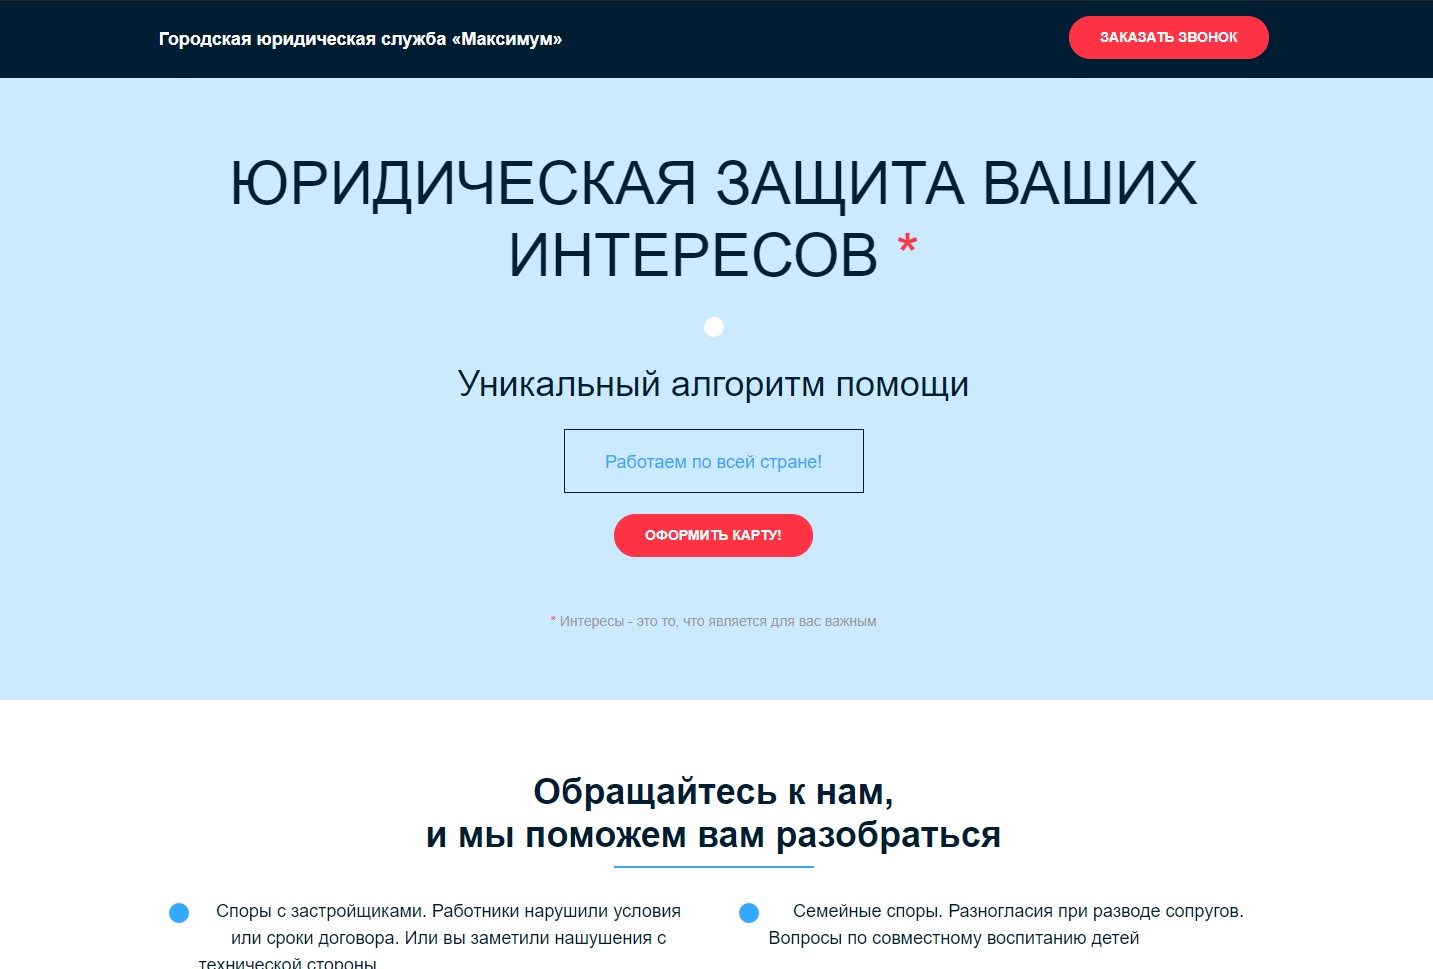 Городская юридическая служба «Максимум»
ЗАКАЗАТЬ ЗВОНОК
ЮРИДИЧЕСКАЯ ЗАЩИТА ВАШИХ
ИНТЕРЕСОВ *
Уникальный алгоритм помощи
Работаем по всей стране!
ОФОРМИТЬ КАРТУ!
* Интересы - это то, что является для вас важным
Обращайтесь к нам,
и мы поможем вам разобраться
Споры с застройщиками. Работники нарушили условия
или сроки договора. Или вы заметили нашушения с
технической стороны
Семейные споры. Разногласия при разводе сопругов.
Вопросы по совместному воспитанию детей